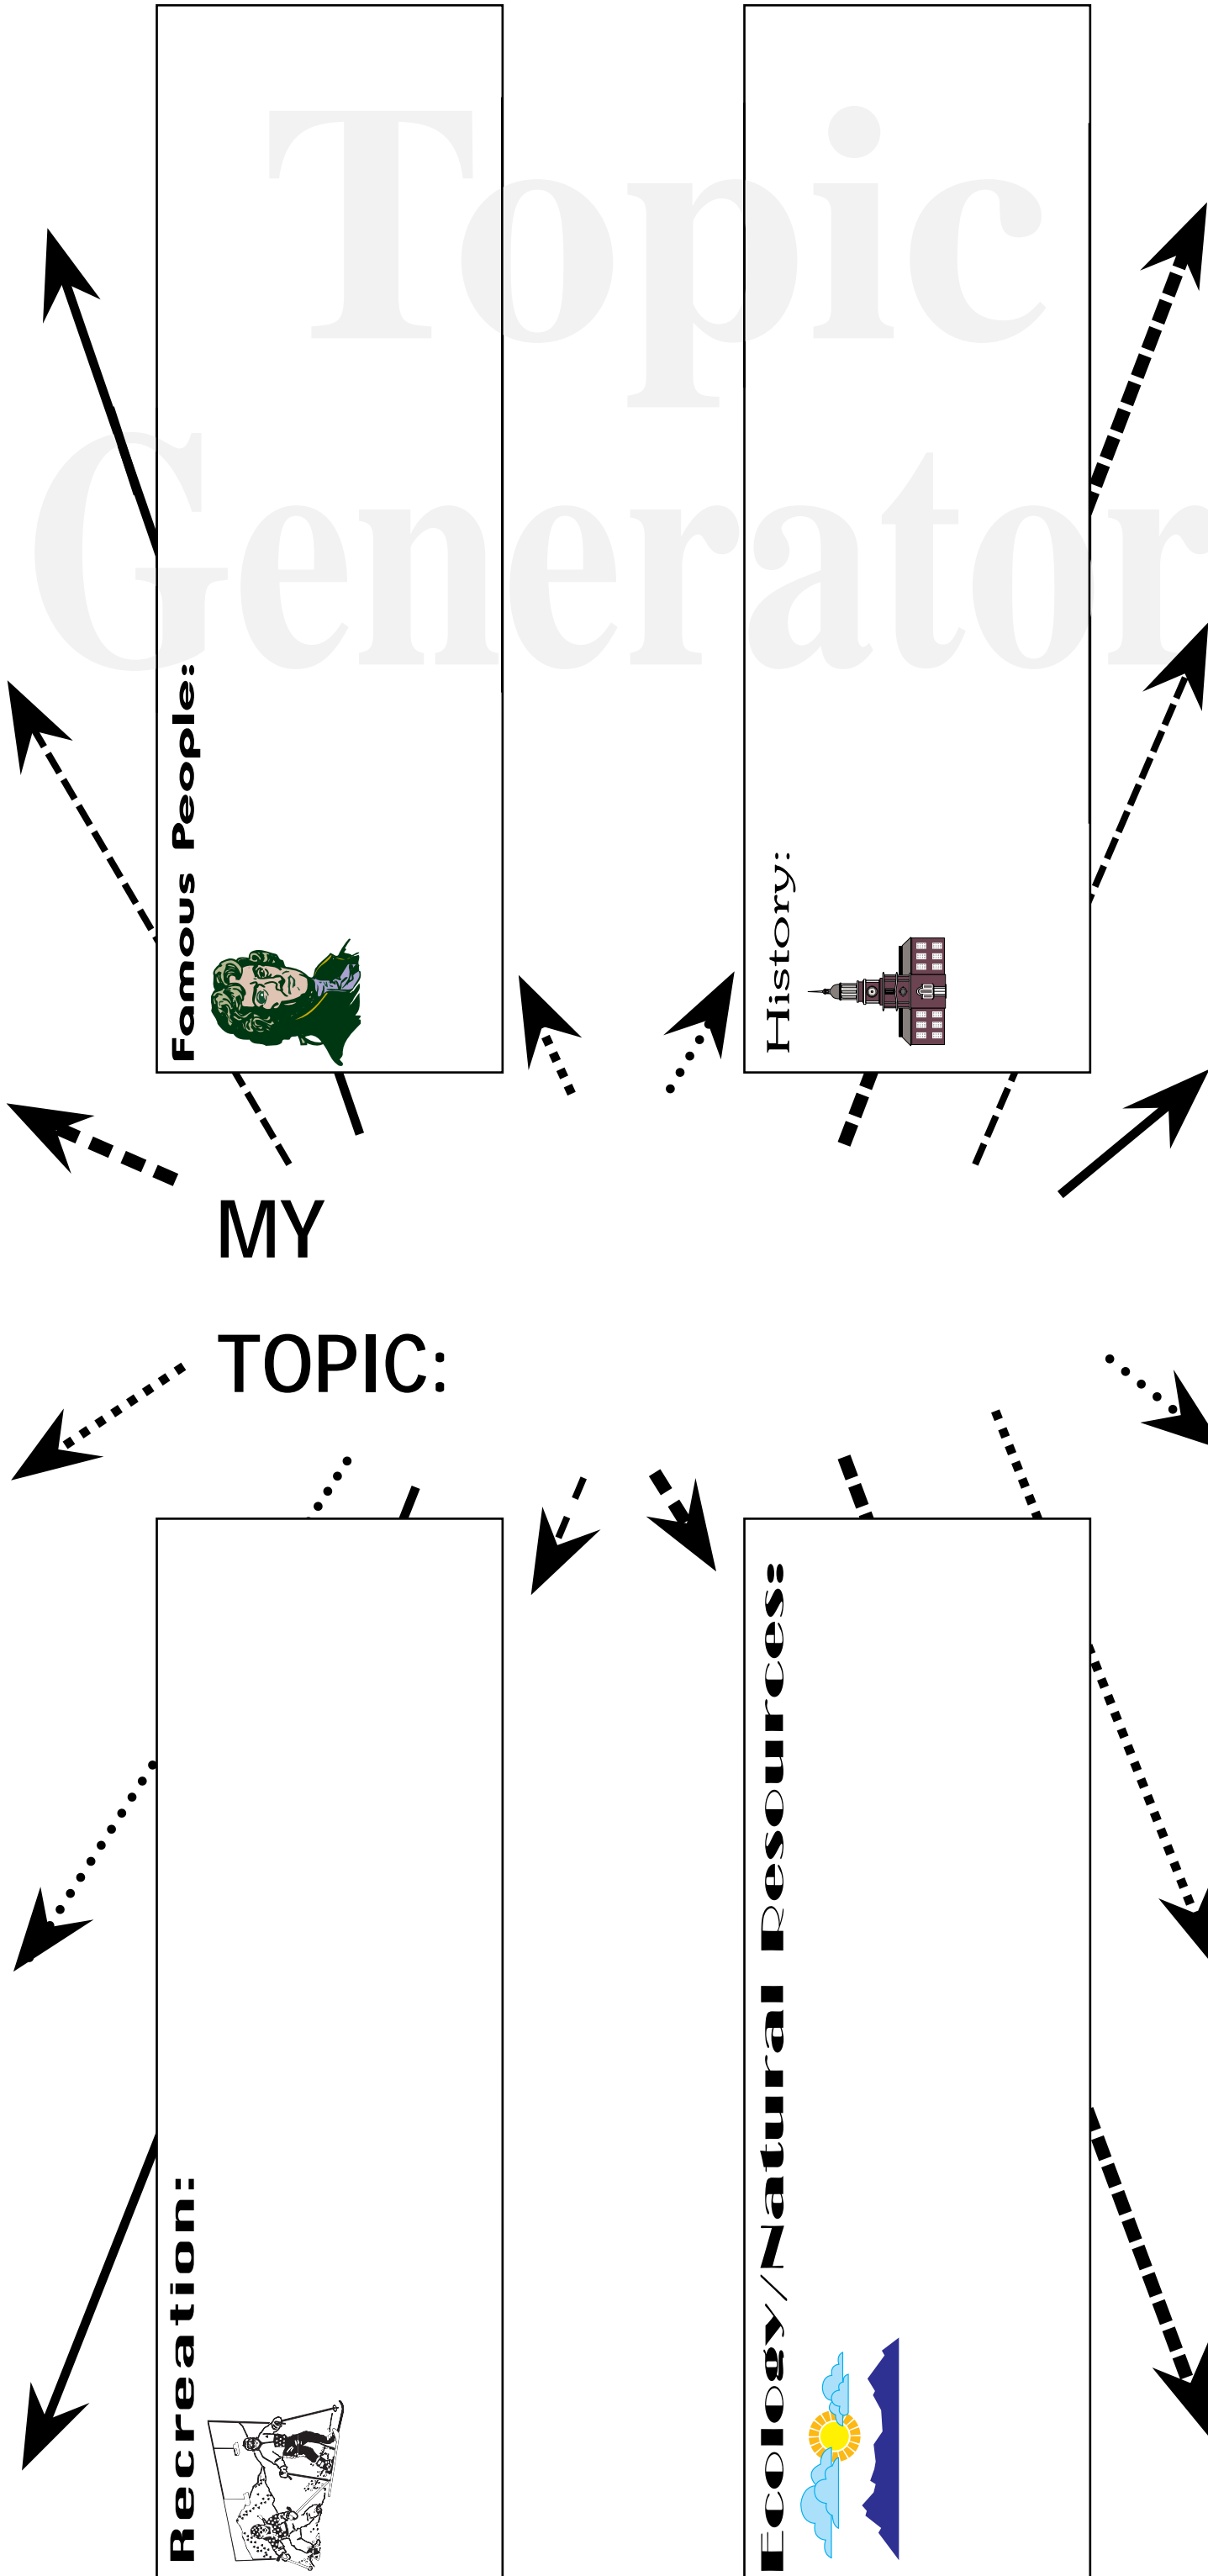 Topic
Generator
Famous People:
History:
MY
TOPIC:
Recreation:
Ecology/Natural Resources: